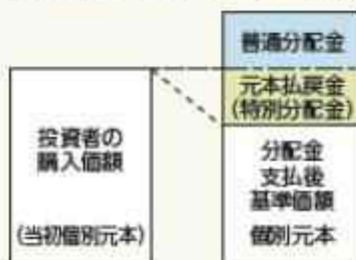 普通分配金
元本払戻金
(特別分配金)
投資者の
購入価額
(当初個別元本)
分配金
支払後
基準価額
個別元本